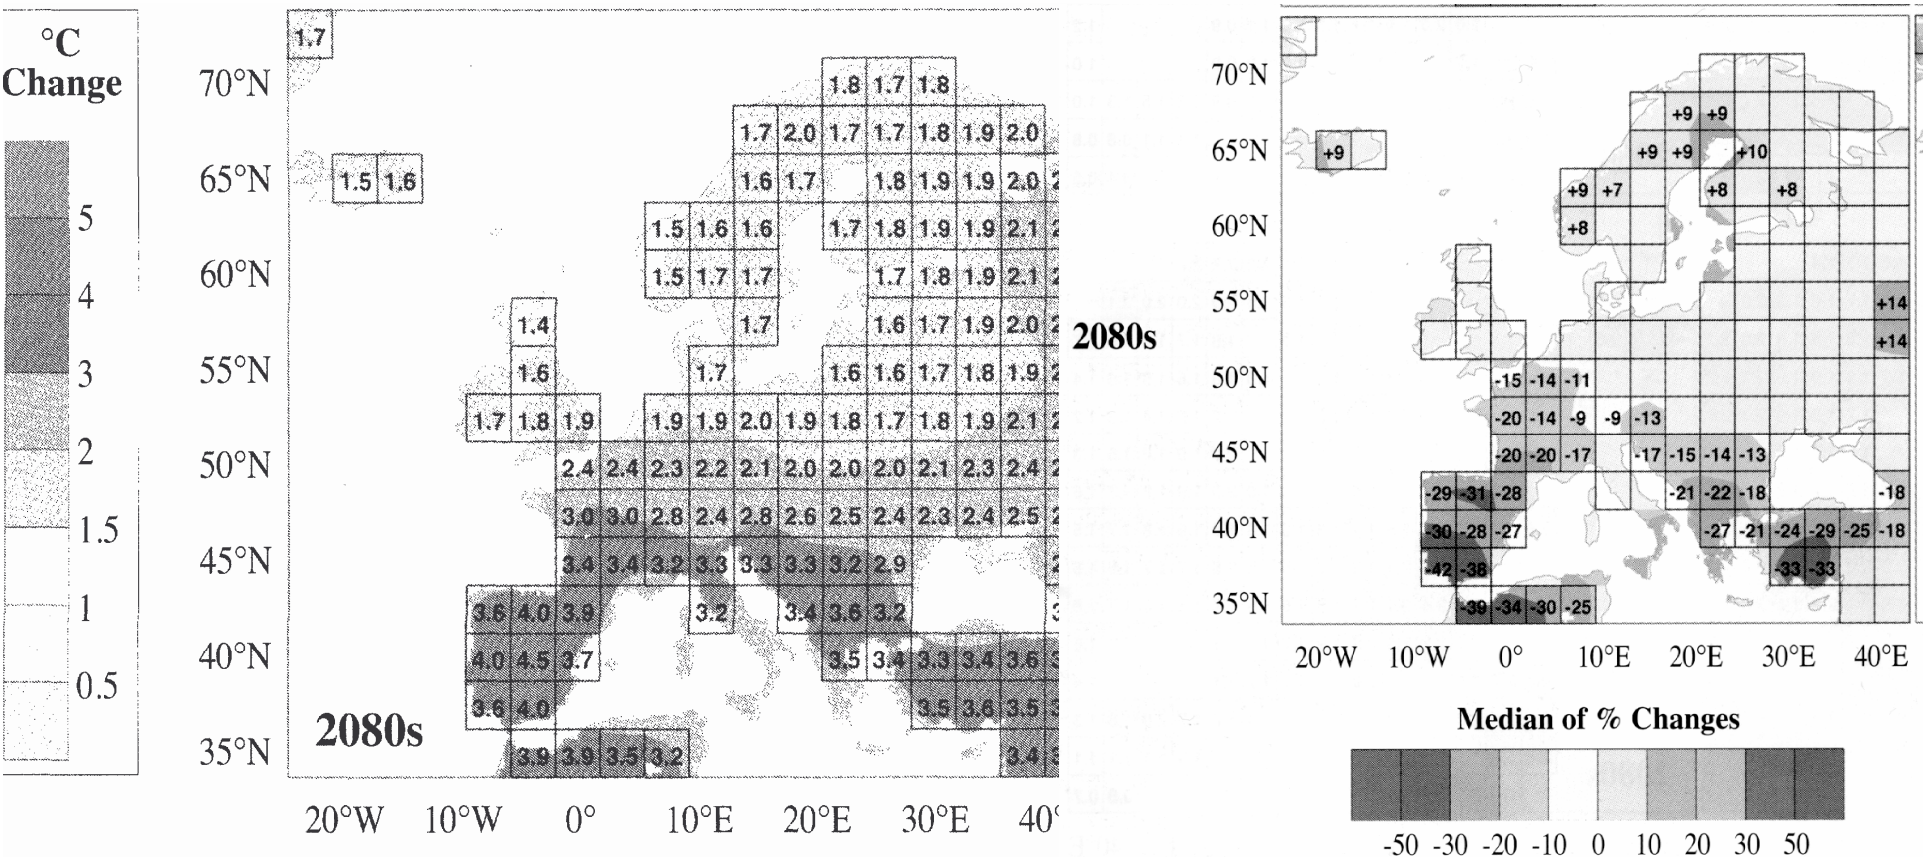 °C
Change
5
4
3
2
1.5
1
0.5
1.7
70°N
1.8 1.7 1.8
1.7 2.0 1.7 1.7 1.8 1.9 2.0
65°N
1.5 1.6
1.6 1.7 1.8 1.9 1.9 2.0
1.5 1.6 1.6 1.7 1.8 1.9 1.9 2.1
60°N
1.5 1.7 1.7 1.7 1.8 1.9 2.1
1.4 1.7 1.6 1.7 1.9 2.0
55°N
1.6 1.7 1.6 1.6 1.7 1.8 1.9
1.7 1.8 1.9 1.9 1.9 2.0 1.9 1.8 1.7 1.8 1.9 2.1
50°N
2.4 2.4 2.3 2.2 2.1 2.0 2.0 2.0 2.1 2.3 2.4
3.0 3.0 2.8 2.4 2.8 2.6 2.5 2.4 2.3 2.4 2.5
45°N
3.4 3.4 3.2 3.3 3.3 3.3 3.2 2.9
3.6 4.0 3.9 3.2 3.4 3.6 3.2
40°N
4.0 4.5 3.7 3.5 3.4 3.3 3.4 3.6
3.6 4.0 3.5 3.6 3.5
2080s
35°N
3.9 3.9 3.5 3.2 3.4
20°W 10°W 0° 10°E 20°E 30°E 40°
2080s
70°N
+9 +9
65°N
+9 +9 +9 +10
+9 +7 +8 +8
60°N
+8
55°N
+14
+14
50°N
-15 -14 -11
-20 -14 -9 -9 -13
45°N
-20 -20 -17 -17 -15 -14 -13
-29 -31 -28 -21 -22 -18 -18
40°N
-30 -28 -27 -27 -21 -24 -29 -25 -18
-42 -38 -33 -33
35°N
-39 -34 -30 -25
20°W 10°W 0° 10°E 20°E 30°E 40°E
Median of % Changes
-50 -30 -20 -10 0 10 20 30 50